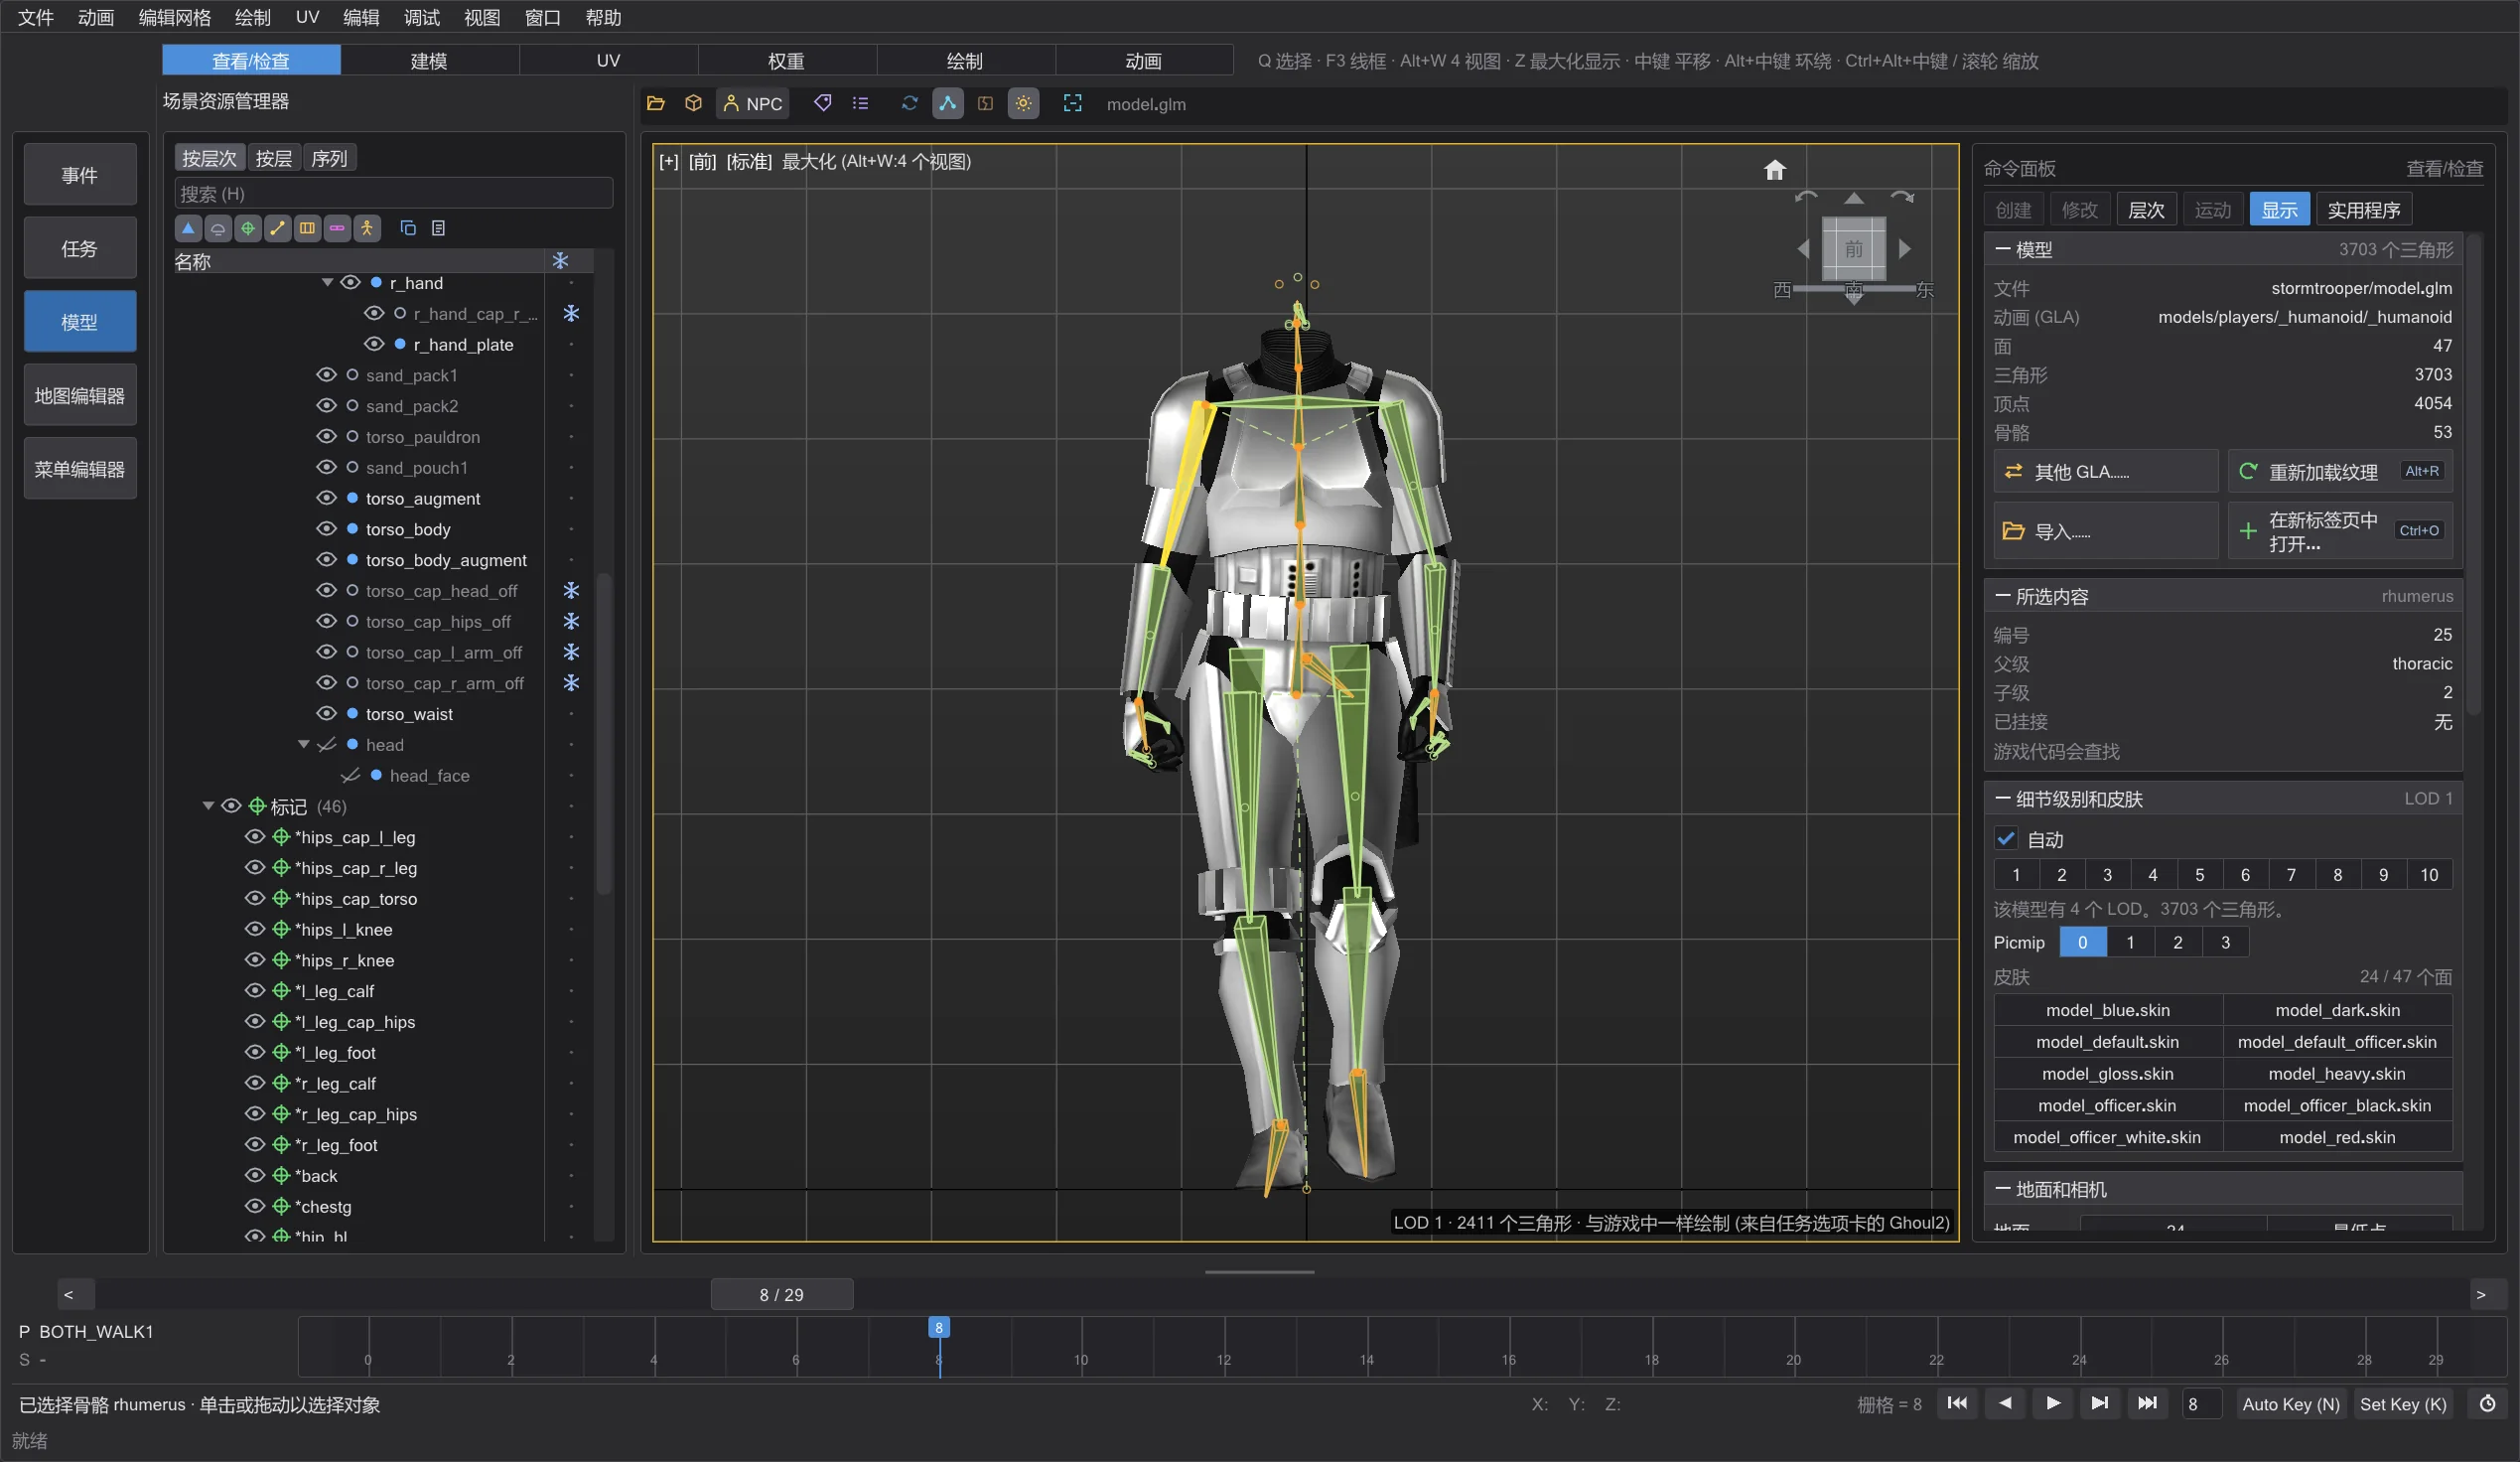 文件 动画 编辑网格 绘制 UV 编辑 调试 视图 窗口 帮助
查看/检查 建模 UV 权重 绘制 动画 Q 选择 · F3 线框 · Alt+W 4 视图 · Z 最大化显示 · 中键 平移 · Alt+中键 环绕 · Ctrl+Alt+中键 / 滚轮 缩放
场景资源管理器
NPC model.glm
事件
任务
模型
地图编辑器
菜单编辑器
按层次 按层 序列
搜索 (H)
名称
r_hand
r_hand_cap_r_...
r_hand_plate
sand_pack1
sand_pack2
torso_pauldron
sand_pouch1
torso_augment
torso_body
torso_body_augment
torso_cap_head_off
torso_cap_hips_off
torso_cap_l_arm_off
torso_cap_r_arm_off
torso_waist
head
head_face
标记 (46)
*hips_cap_l_leg
*hips_cap_r_leg
*hips_cap_torso
*hips_l_knee
*hips_r_knee
*l_leg_calf
*l_leg_cap_hips
*l_leg_foot
*r_leg_calf
*r_leg_cap_hips
*r_leg_foot
*back
*chestg
*hip_bl
[+] [前] [标准] 最大化 (Alt+W:4 个视图)
前
西 南 东
LOD 1 · 2411 个三角形 · 与游戏中一样绘制 (来自任务选项卡的 Ghoul2)
命令面板 查看/检查
创建 修改 层次 运动 显示 实用程序
模型 3703 个三角形
文件 stormtrooper/model.glm
动画 (GLA) models/players/_humanoid/_humanoid
面 47
三角形 3703
顶点 4054
骨骼 53
其他 GLA...... 重新加载纹理 Alt+R
导入...... 在新标签页中打开... Ctrl+O
所选内容 rhumerus
编号 25
父级 thoracic
子级 2
已挂接 无
游戏代码会查找
细节级别和皮肤 LOD 1
自动
1 2 3 4 5 6 7 8 9 10
该模型有 4 个 LOD。3703 个三角形。
Picmip 0 1 2 3
皮肤 24 / 47 个面
model_blue.skin model_dark.skin
model_default.skin model_default_officer.skin
model_gloss.skin model_heavy.skin
model_officer.skin model_officer_black.skin
model_officer_white.skin model_red.skin
地面和相机
地面 24 最低点
< 8 / 29 >
P BOTH_WALK1
S -
8
0 2 4 6 8 10 12 14 16 18 20 22 24 26 28 29
已选择骨骼 rhumerus · 单击或拖动以选择对象 X: Y: Z: 栅格 = 8 8 Auto Key (N) Set Key (K)
就绪